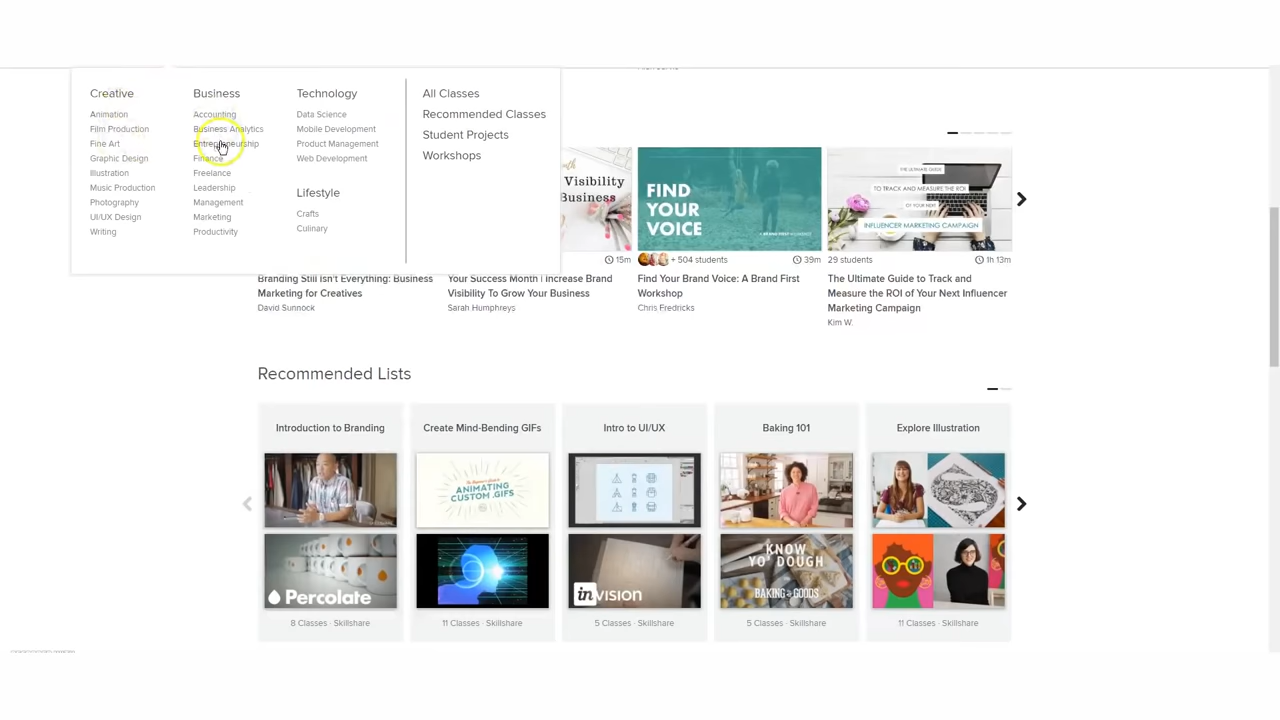 Creative
Animation
Film Production
Fine Art
Graphic Design
Illustration
Music Production
Photography
UI/UX Design
Writing
Business
Accounting
Business Analytics
Entrepreneurship
Finance
Freelance
Leadership
Management
Marketing
Productivity
Technology
Data Science
Mobile Development
Product Management
Web Development
Lifestyle
Crafts
Culinary
All Classes
Recommended Classes
Student Projects
Workshops
Branding Still Isn't Everything: Business
Marketing for Creatives
David Sunnock
Visibility
Business
15m
Your Success Month | Increase Brand
Visibility To Grow Your Business
Sarah Humphreys
FIND
YOUR
VOICE
+ 504 students
39m
Find Your Brand Voice: A Brand First
Workshop
Chris Fredricks
THE ULTIMATE GUIDE
TO TRACK AND MEASURE THE ROI
OF YOUR NEXT
INFLUENCER MARKETING CAMPAIGN
29 students
1h 13m
The Ultimate Guide to Track and
Measure the ROI of Your Next Influencer
Marketing Campaign
Kim W.
Recommended Lists
Introduction to Branding
Percolate
8 Classes · Skillshare
Create Mind-Bending GIFs
ANIMATING
CUSTOM .GIFS
11 Classes · Skillshare
Intro to UI/UX
inVISION
5 Classes · Skillshare
Baking 101
KNOW
YO' DOUGH
BAKING GOODS
5 Classes · Skillshare
Explore Illustration
11 Classes · Skillshare